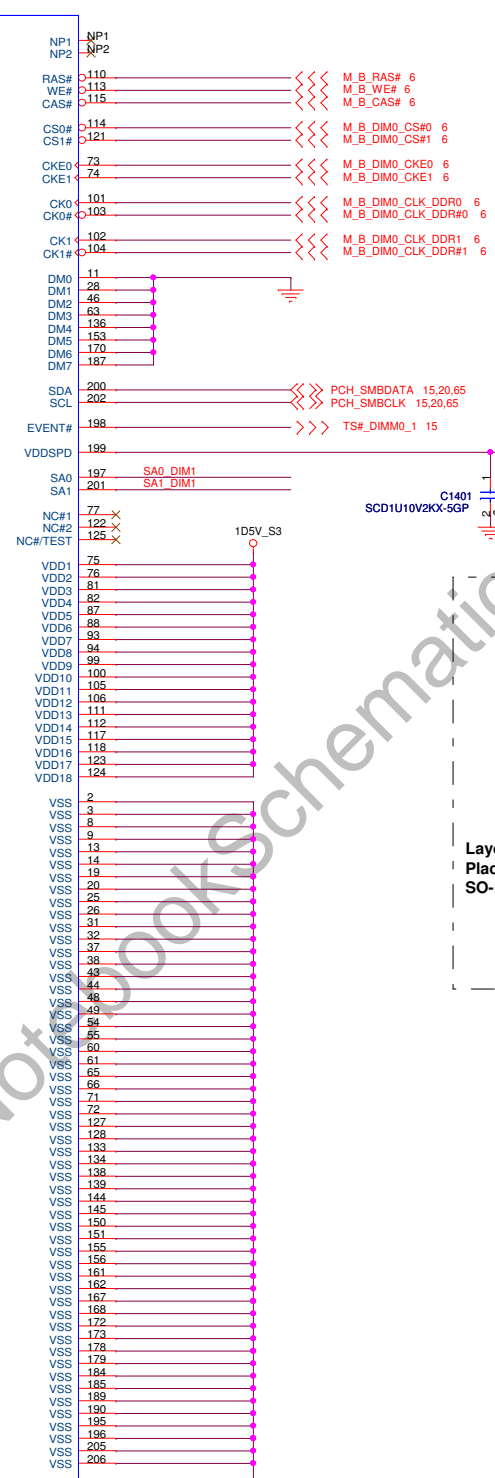 NP1 NP1
NP2 NP2
RAS# 110 M_B_RAS# 6
WE# 113 M_B_WE# 6
CAS# 115 M_B_CAS# 6
CS0# 114 M_B_DIM0_CS#0 6
CS1# 121 M_B_DIM0_CS#1 6
CKE0 73 M_B_DIM0_CKE0 6
CKE1 74 M_B_DIM0_CKE1 6
CK0 101 M_B_DIM0_CLK_DDR0 6
CK0# 103 M_B_DIM0_CLK_DDR#0 6
CK1 102 M_B_DIM0_CLK_DDR1 6
CK1# 104 M_B_DIM0_CLK_DDR#1 6
DM0 11
DM1 28
DM2 46
DM3 63
DM4 136
DM5 153
DM6 170
DM7 187
SDA 200 PCH_SMBDATA 15,20,65
SCL 202 PCH_SMBCLK 15,20,65
EVENT# 198 TS#_DIMM0_1 15
VDDSPD 199
SA0 197 SA0_DIM1
SA1 201 SA1_DIM1
1
C1401
SCD1U10V2KX-5GP
2
NC#1 77
NC#2 122
NC#/TEST 125
1D5V_S3
VDD1 75
VDD2 76
VDD3 81
VDD4 82
VDD5 87
VDD6 88
VDD7 93
VDD8 94
VDD9 99
VDD10 100
VDD11 105
VDD12 106
VDD13 111
VDD14 112
VDD15 117
VDD16 118
VDD17 123
VDD18 124
VSS 2
VSS 3
VSS 8
VSS 9
VSS 13
VSS 14
VSS 19
VSS 20
VSS 25
VSS 26
VSS 31
VSS 32
VSS 37
VSS 38
VSS 43
VSS 44
VSS 48
VSS 49
VSS 54
VSS 55
VSS 60
VSS 61
VSS 65
VSS 66
VSS 71
VSS 72
VSS 127
VSS 128
VSS 133
VSS 134
VSS 138
VSS 139
VSS 144
VSS 145
VSS 150
VSS 151
VSS 155
VSS 156
VSS 161
VSS 162
VSS 167
VSS 168
VSS 172
VSS 173
VSS 178
VSS 179
VSS 184
VSS 185
VSS 189
VSS 190
VSS 195
VSS 196
VSS 205
VSS 206
Laye
Plac
SO-
NotebookSchematic